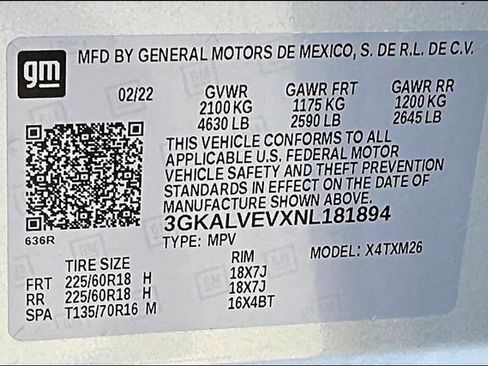 gm
MFD BY GENERAL MOTORS DE MEXICO, S. DE R.L. DE C.V.
02/22 GVWR GAWR FRT GAWR RR
2100 KG 1175 KG 1200 KG
4630 LB 2590 LB 2645 LB
THIS VEHICLE CONFORMS TO ALL
APPLICABLE U.S. FEDERAL MOTOR
VEHICLE SAFETY AND THEFT PREVENTION
STANDARDS IN EFFECT ON THE DATE OF
MANUFACTURE SHOWN ABOVE.
3GKALVEVXNL181894
636R
TYPE: MPV MODEL: X4TXM26
TIRE SIZE RIM
FRT 225/60R18 H 18X7J
RR 225/60R18 H 18X7J
SPA T135/70R16 M 16X4BT